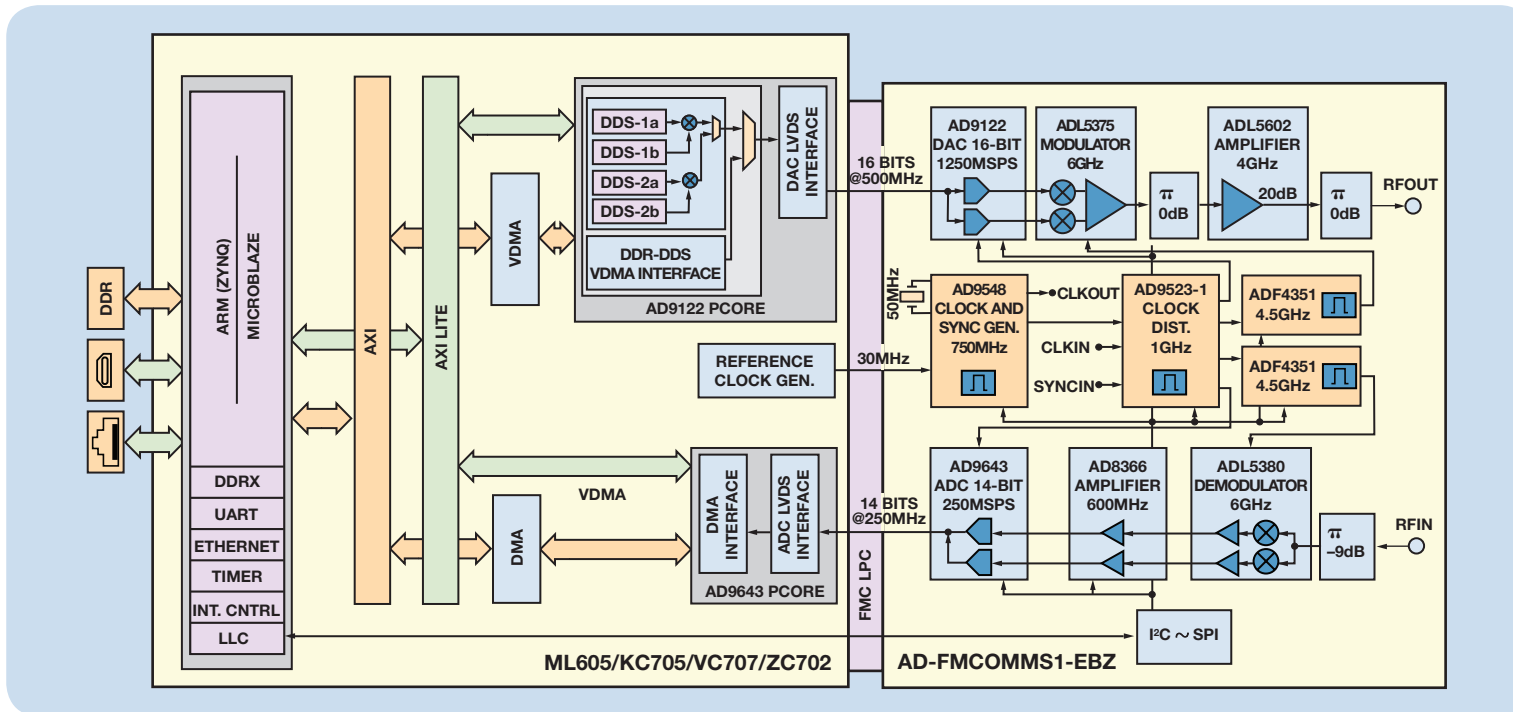 DDR
ARM (ZYNQ)
MICROBLAZE
DDRX
UART
ETHERNET
TIMER
INT. CNTRL
LLC
AXI
AXI LITE
VDMA
DMA
VDMA
DDS-1a
DDS-1b
DDS-2a
DDS-2b
DDR-DDS
VDMA INTERFACE
DAC LVDS
INTERFACE
AD9122 PCORE
REFERENCE
CLOCK GEN.
DMA
INTERFACE
ADC LVDS
INTERFACE
AD9643 PCORE
ML605/KC705/VC707/ZC702
FMC LPC
16 BITS
@500MHz
30MHz
14 BITS
@250MHz
AD9122
DAC 16-BIT
1250MSPS
ADL5375
MODULATOR
6GHz
π
0dB
ADL5602
AMPLIFIER
4GHz
20dB
π
0dB
RFOUT
50MHz
AD9548
CLOCK AND
SYNC GEN.
750MHz
CLKOUT
CLKIN
SYNCIN
AD9523-1
CLOCK
DIST.
1GHz
ADF4351
4.5GHz
ADF4351
4.5GHz
AD9643
ADC 14-BIT
250MSPS
AD8366
AMPLIFIER
600MHz
ADL5380
DEMODULATOR
6GHz
π
–9dB
RFIN
I²C ∼ SPI
AD-FMCOMMS1-EBZ